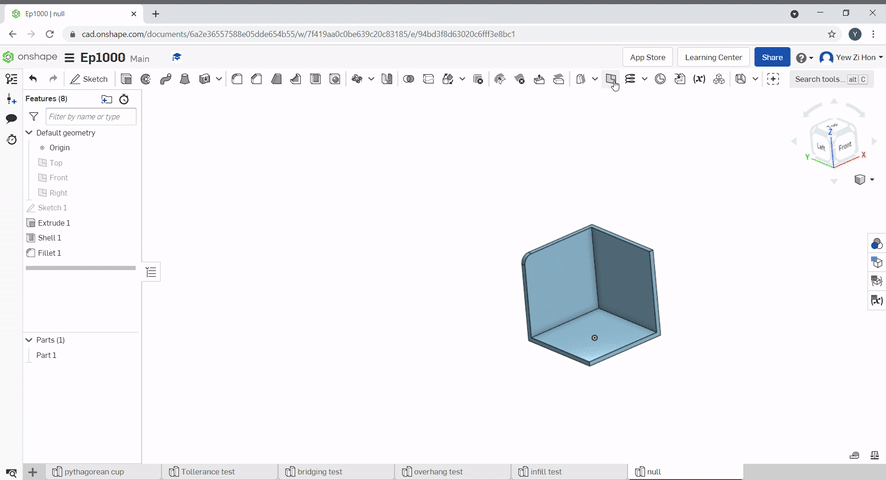 Ep1000 | null
cad.onshape.com/documents/6a2e36557588e05dde654b55/w/7f419aa0c0be639c20c83185/e/94bd3f8d63020c6fff3e8bc1
Y
Yew Zi Hon
onshape
Ep1000
Main
App Store
Learning Center
Share
Yew Zi Hon
Sketch
(x)
Search tools...
alt C
Features (8)
Filter by name or type
Default geometry
Origin
Top
Front
Right
Sketch 1
Extrude 1
Shell 1
Fillet 1
Parts (1)
Part 1
Z
Left
Front
Y
X
(x)
pythagorean cup
Tollerance test
bridging test
overhang test
infill test
null